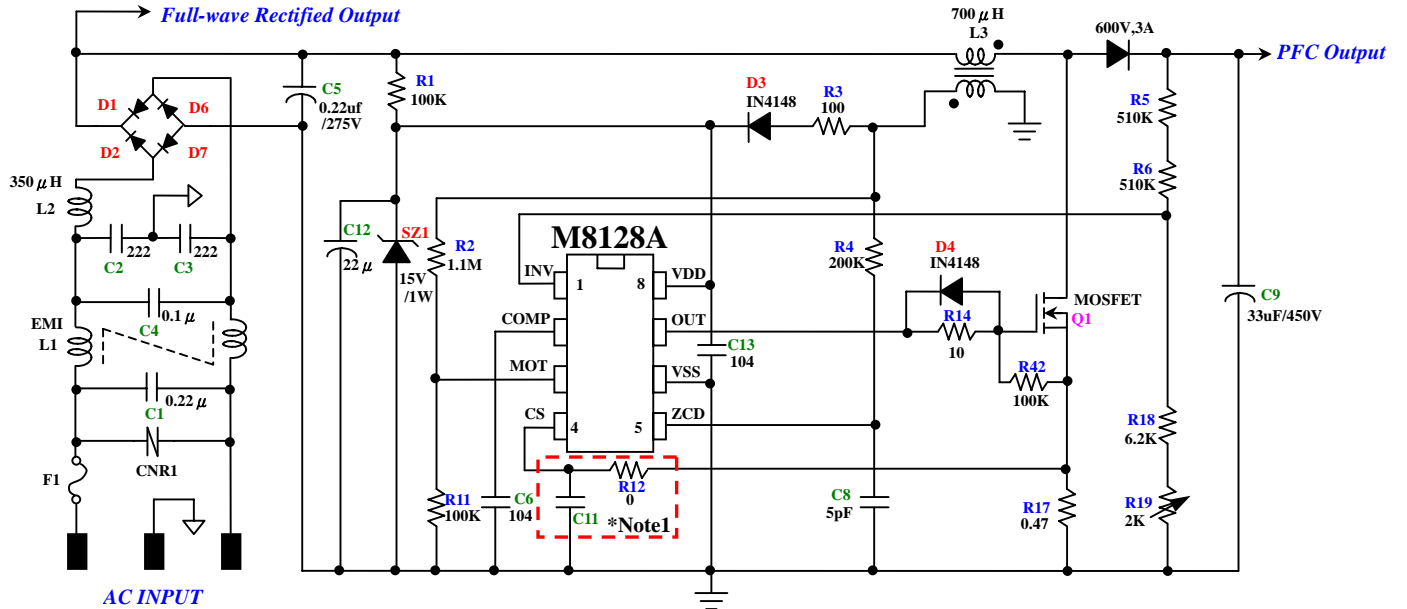 Full-wave Rectified Output
700 μH
L3
600V,3A
PFC Output
D1
D6
D2
D7
C5
0.22uf
/275V
R1
100K
D3
IN4148
R3
100
R5
510K
R6
510K
350 μH
L2
C2
222
C3
222
C12
22 μ
SZ1
15V
/1W
R2
1.1M
M8128A
R4
200K
D4
IN4148
INV
1
8
VDD
COMP
OUT
MOT
VSS
CS
4
5
ZCD
R14
10
MOSFET
Q1
C9
33uF/450V
EMI
L1
0.1 μ
C4
C13
104
R42
100K
0.22 μ
C1
CNR1
F1
R18
6.2K
R11
100K
C6
104
R12
0
C11
*Note1
C8
5pF
R17
0.47
R19
2K
AC INPUT